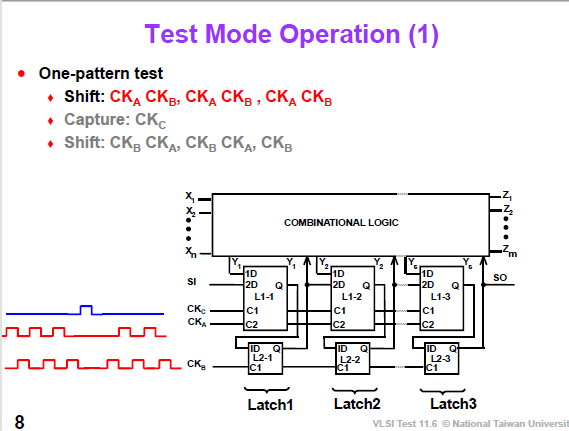 Test Mode Operation (1)
One-pattern test
Shift: CKA CKB, CKA CKB , CKA CKB
Capture: CKC
Shift: CKB CKA, CKB CKA, CKB
X1 Z1
X2 Z2
COMBINATIONAL LOGIC
Xn Zm
Y1 Y1 Y2 Y2 Ys Ys
1D 1D 1D
SI 2D Q 2D Q 2D Q SO
L1-1 L1-2 L1-3
CKC C1 C1 C1
CKA C2 C2 C2
ID Q ID Q ID Q
L2-1 L2-2 L2-3
CKB C1 C1 C1
Latch1 Latch2 Latch3
8 VLSI Test 11.6 © National Taiwan Universit